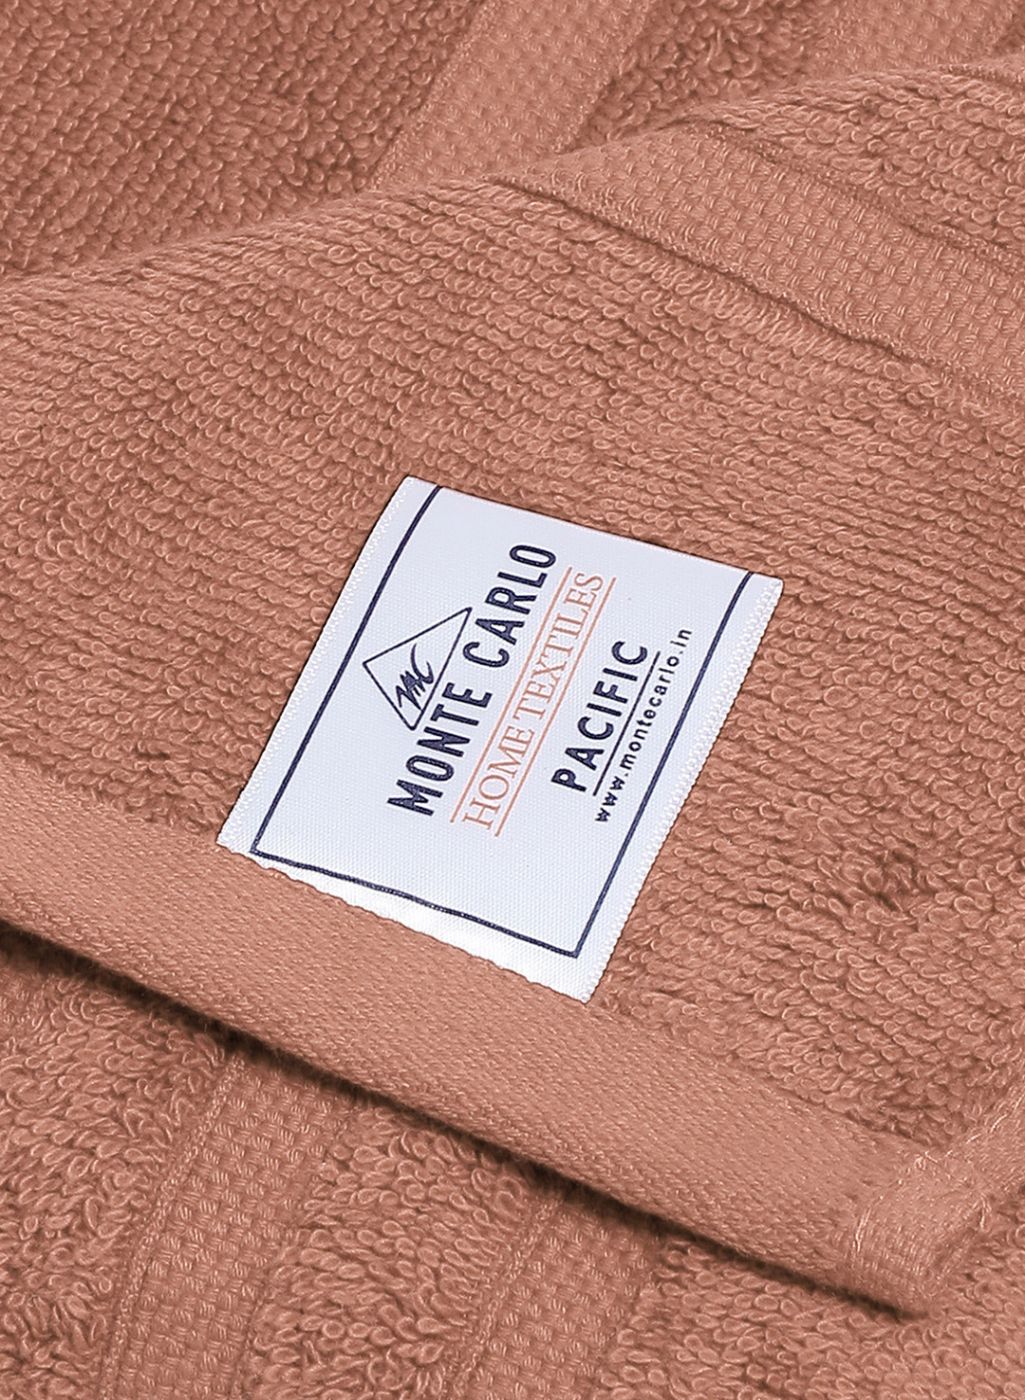 MC
MONTE CARLO
HOME TEXTILES
PACIFIC
www.montecarlo.in